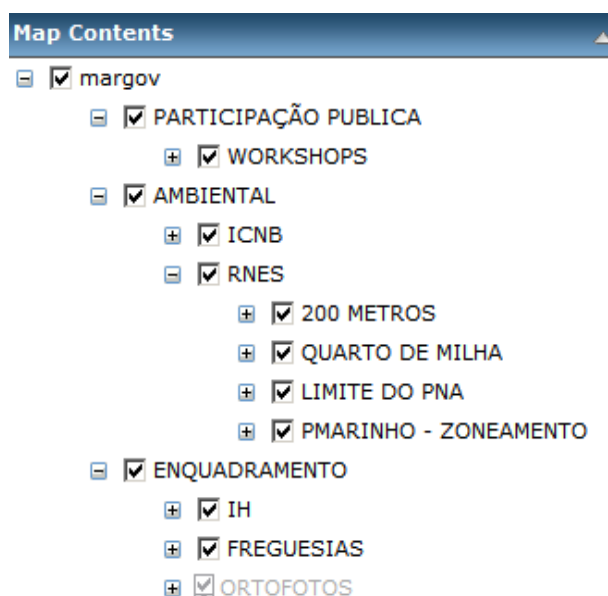 Map Contents
margov
PARTICIPAÇÃO PUBLICA
WORKSHOPS
AMBIENTAL
ICNB
RNES
200 METROS
QUARTO DE MILHA
LIMITE DO PNA
PMARINHO - ZONEAMENTO
ENQUADRAMENTO
IH
FREGUESIAS
ORTOFOTOS